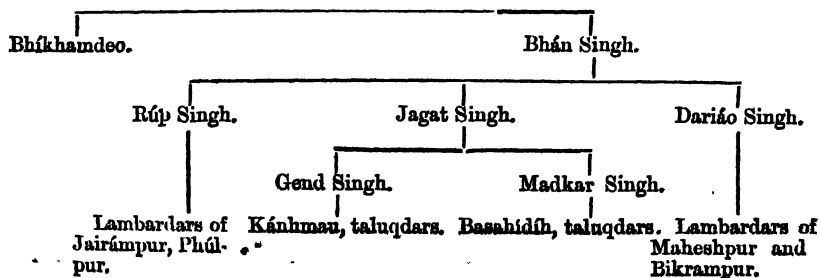 Bhíkhamdeo. Bhán Singh.
Rúp Singh. Jagat Singh. Dariáo Singh.
Gend Singh. Madkar Singh.
Lambardars of Kánhmau, taluqdars. Basahídíh, taluqdars. Lambardars of
Jairámpur, Phúl- Maheshpur and
pur. Bikrampur.